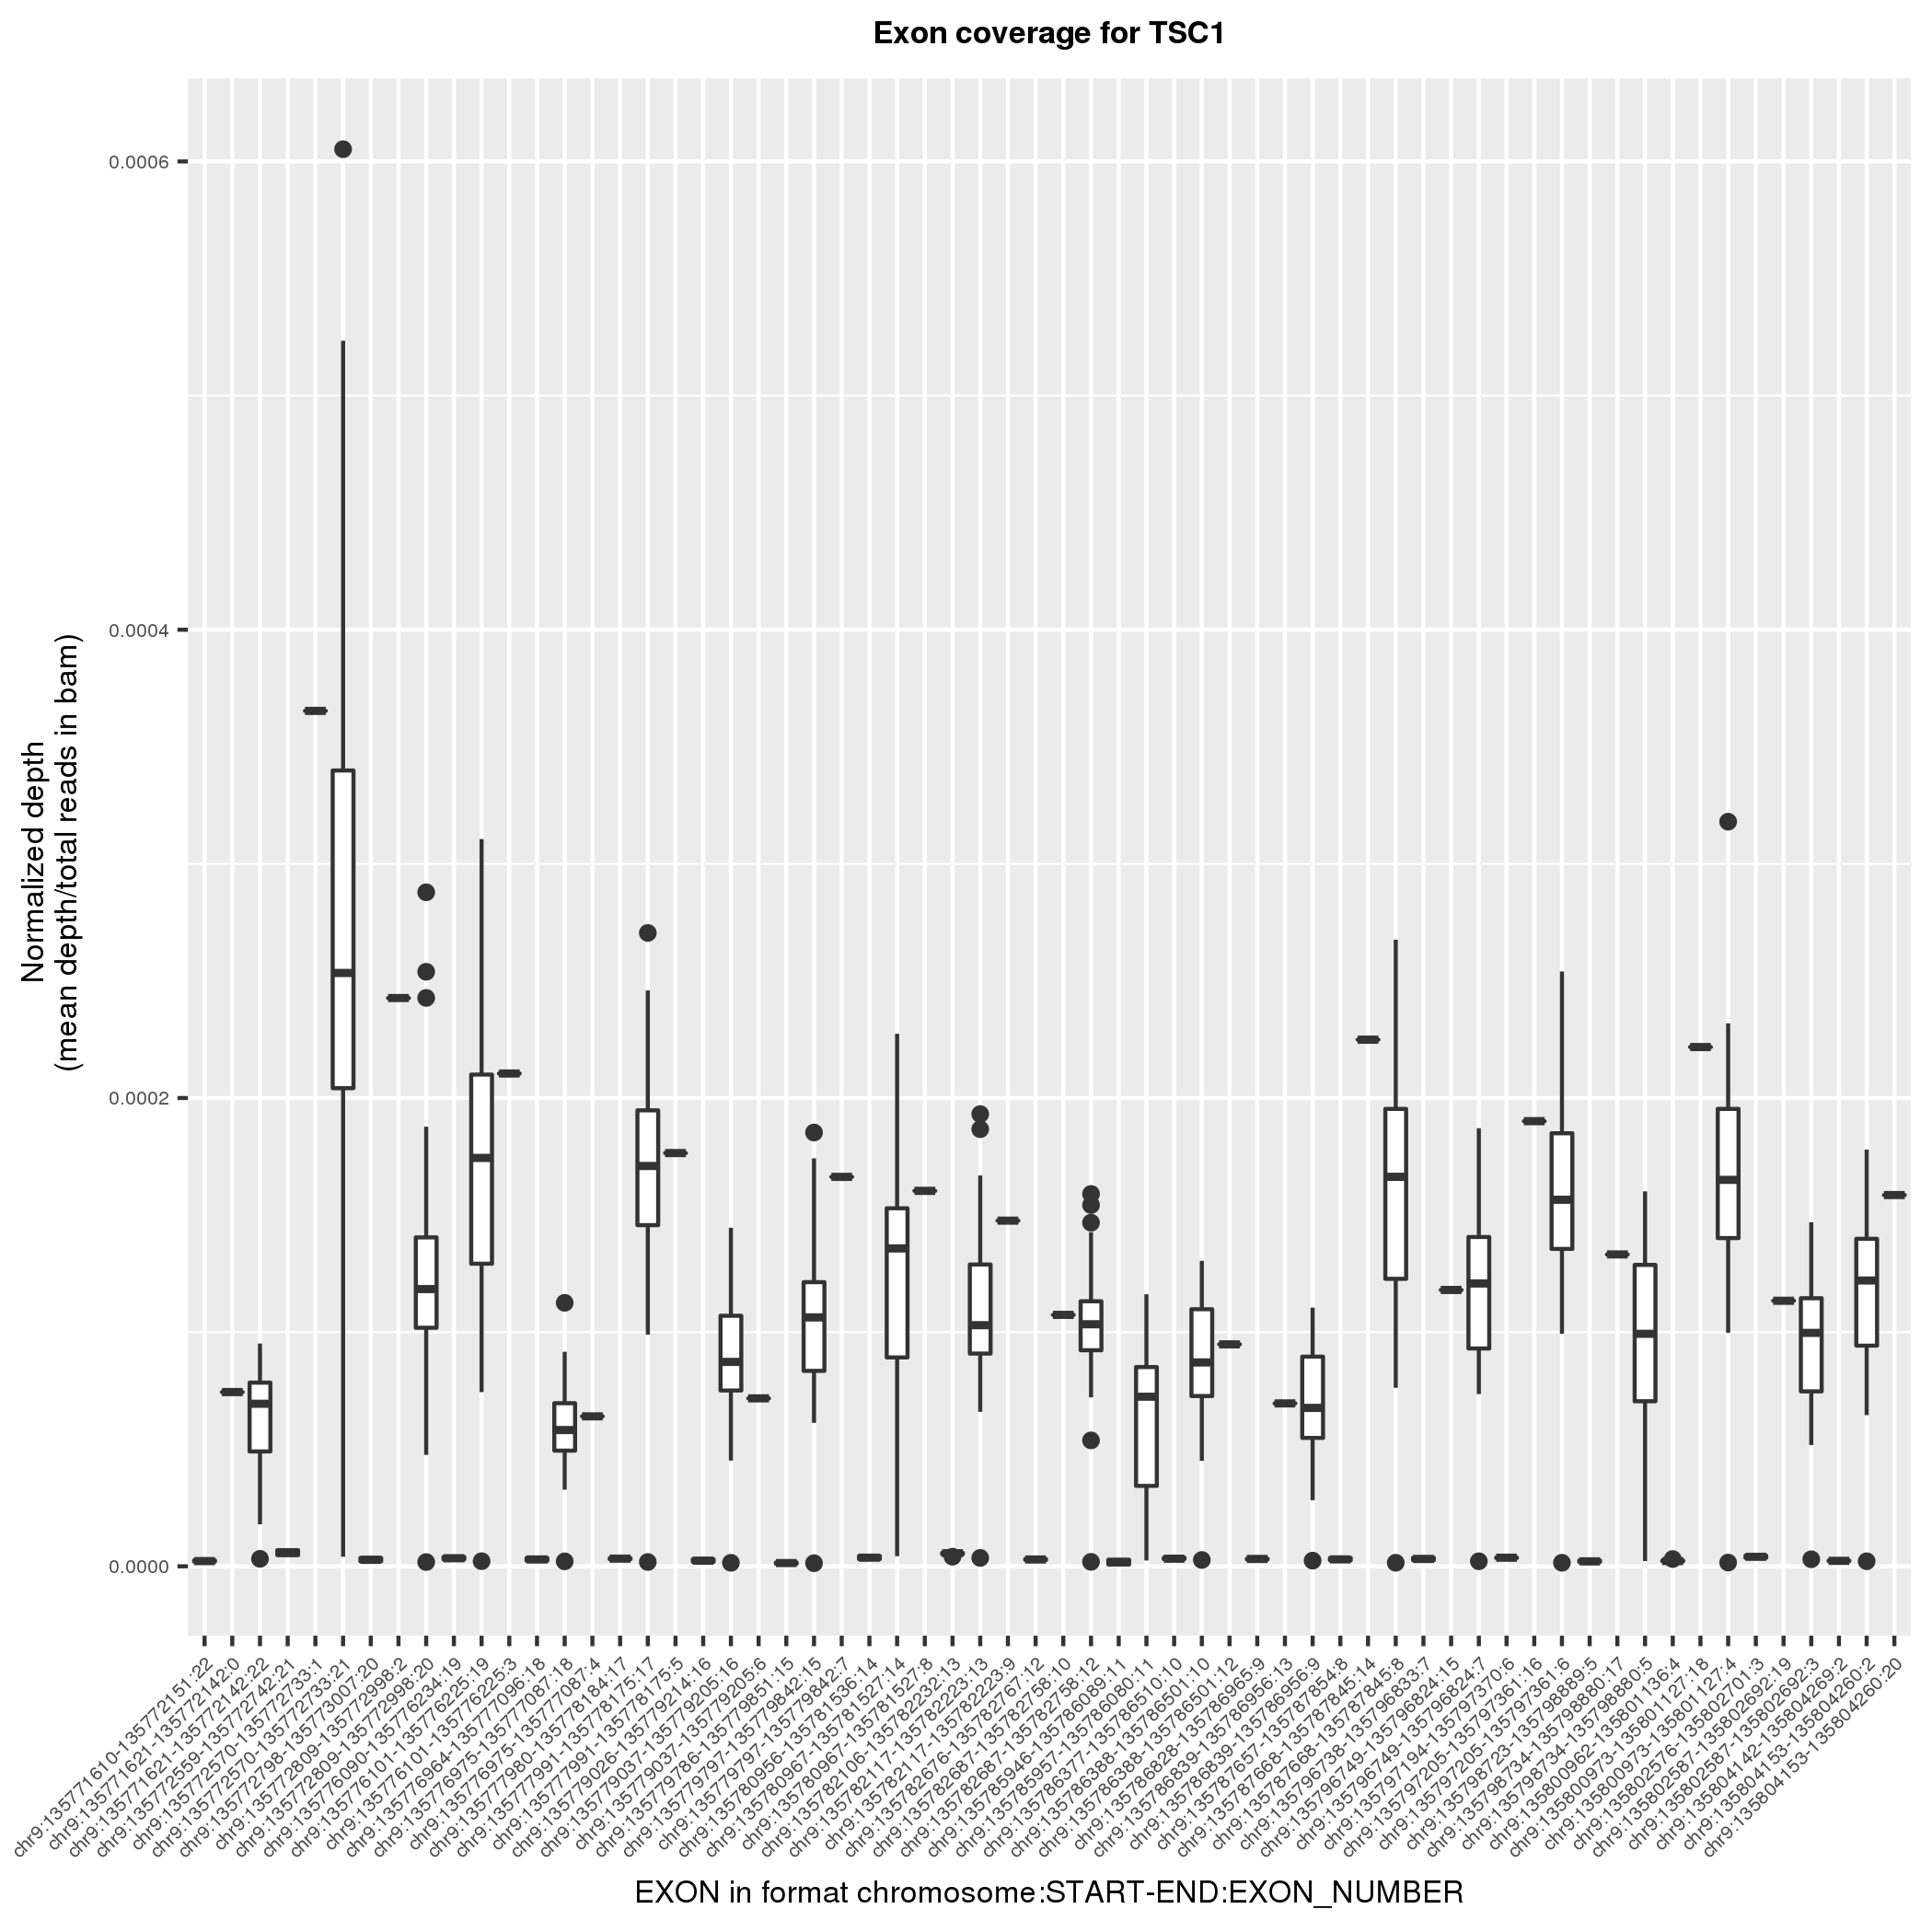 Exon coverage for TSC1
Normalized depth
(mean depth/total reads in bam)
0.0006
0.0004
0.0002
0.0000
chr9:135771610-135772151:22
chr9:135771621-135772142:0
chr9:135771621-135772142:22
chr9:135772559-135772742:21
chr9:135772570-135772733:1
chr9:135772570-135772733:21
chr9:135772798-135773007:20
chr9:135772809-135772998:2
chr9:135772809-135772998:20
chr9:135776090-135776234:19
chr9:135776101-135776225:19
chr9:135776101-135776225:3
chr9:135776964-135777096:18
chr9:135776975-135777087:18
chr9:135776975-135777087:4
chr9:135777980-135778184:17
chr9:135777991-135778175:17
chr9:135777991-135778175:5
chr9:135779026-135779214:16
chr9:135779037-135779205:16
chr9:135779037-135779205:6
chr9:135779786-135779851:15
chr9:135779797-135779842:15
chr9:135779797-135779842:7
chr9:135780956-135781536:14
chr9:135780967-135781527:14
chr9:135780967-135781527:8
chr9:135782106-135782232:13
chr9:135782117-135782223:13
chr9:135782117-135782223:9
chr9:135782676-135782767:12
chr9:135782687-135782758:10
chr9:135782687-135782758:12
chr9:135785946-135786089:11
chr9:135785957-135786080:11
chr9:135786377-135786510:10
chr9:135786388-135786501:10
chr9:135786388-135786501:12
chr9:135786828-135786965:9
chr9:135786839-135786956:13
chr9:135786839-135786956:9
chr9:135787657-135787854:8
chr9:135787668-135787845:14
chr9:135787668-135787845:8
chr9:135796738-135796833:7
chr9:135796749-135796824:15
chr9:135796749-135796824:7
chr9:135797194-135797370:6
chr9:135797205-135797361:16
chr9:135797205-135797361:6
chr9:135798723-135798889:5
chr9:135798734-135798880:17
chr9:135798734-135798880:5
chr9:135800962-135801136:4
chr9:135800973-135801127:18
chr9:135800973-135801127:4
chr9:135802576-135802701:3
chr9:135802587-135802692:19
chr9:135802587-135802692:3
chr9:135804142-135804269:2
chr9:135804153-135804260:2
chr9:135804153-135804260:20
EXON in format chromosome:START-END:EXON_NUMBER